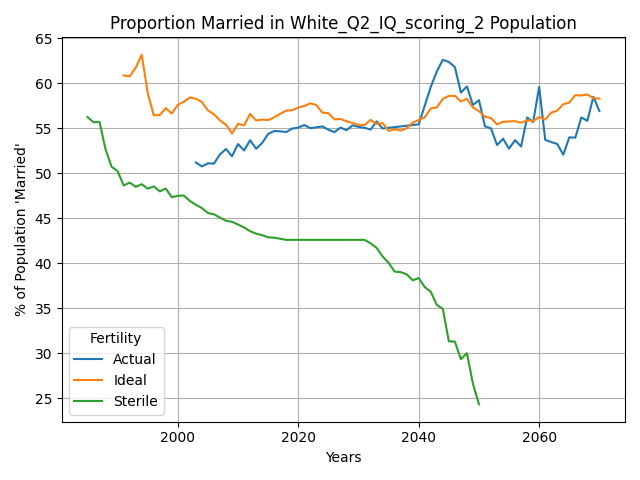 Proportion Married in White_Q2_IQ_scoring_2 Population
% of Population 'Married'
65
60
55
50
45
40
35
30
25
Fertility
Actual
Ideal
Sterile
2000
2020
2040
2060
Years